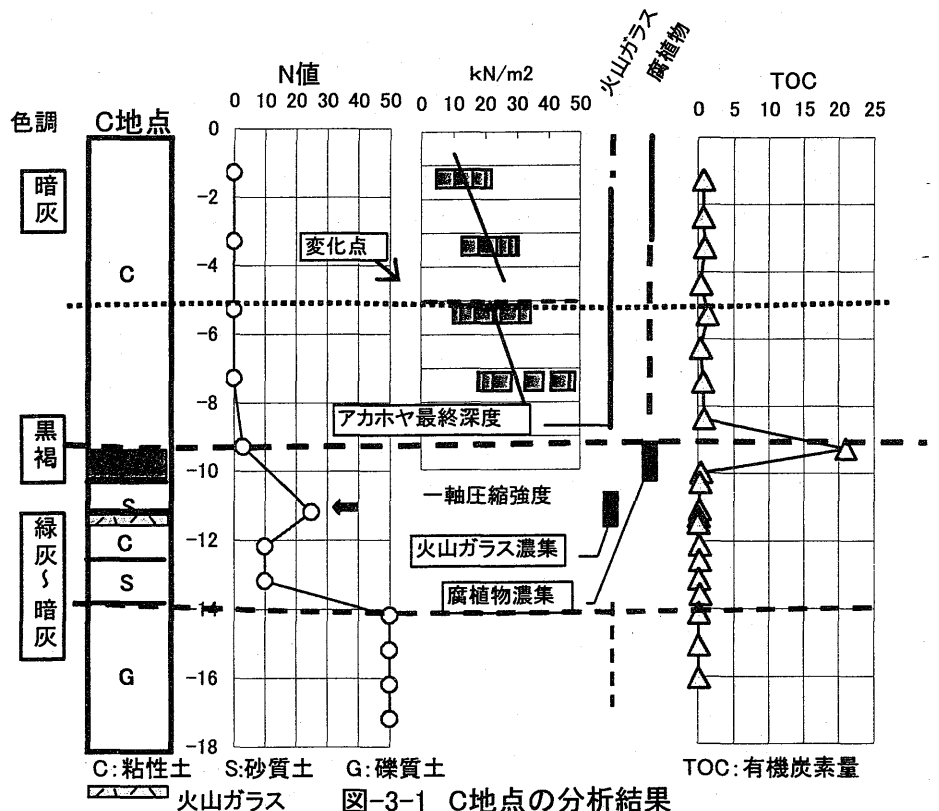 火山ガラス
腐植物
N値
kN/m2
TOC
0 10 20 30 40 50
0 10 20 30 40 50
0 5 10 15 20 25
色調
C地点
0
-2
-4
-6
-8
-10
-12
-14
-16
-18
暗灰
黒褐
緑灰~暗灰
C
S
C
S
G
変化点
アカホヤ最終深度
一軸圧縮強度
火山ガラス濃集
腐植物濃集
C:粘性土 S:砂質土 G:礫質土
TOC:有機炭素量
火山ガラス
図-3-1 C地点の分析結果